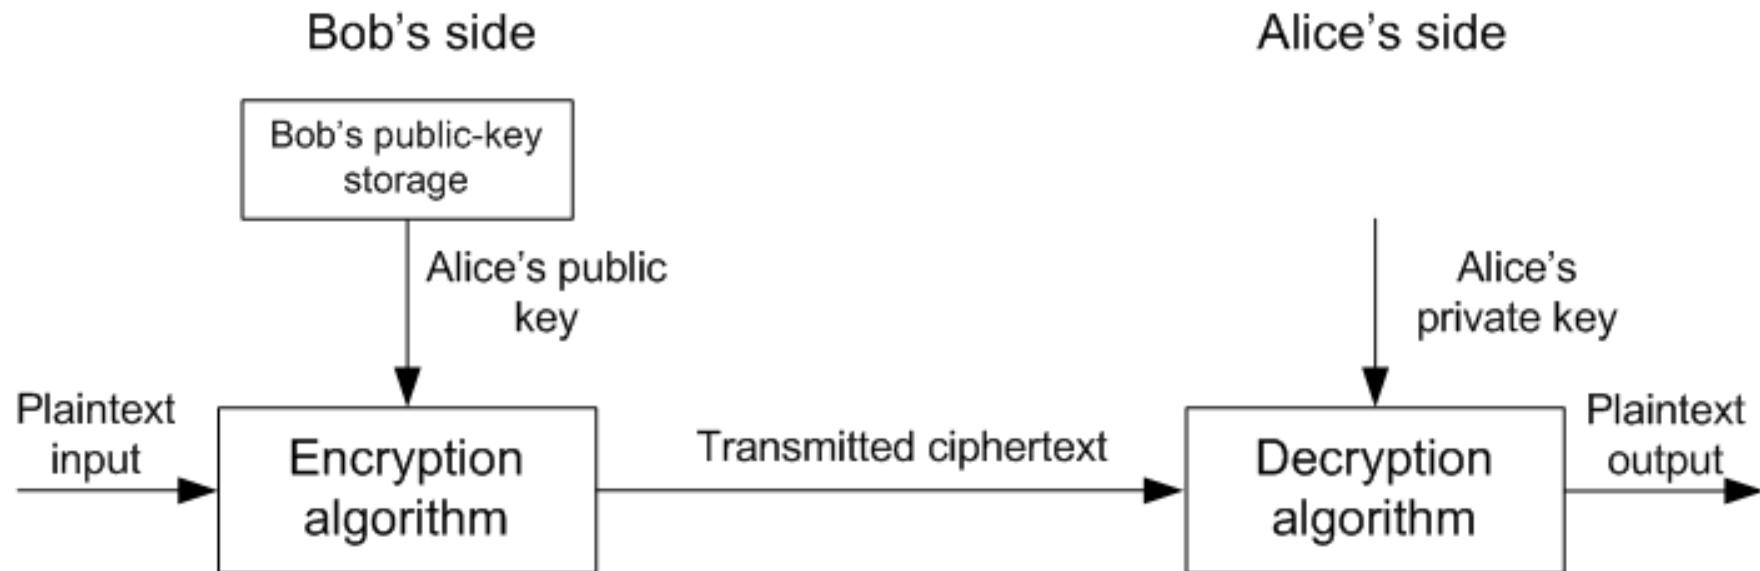 Bob's side
Alice's side
Bob's public-key
storage
Alice's public
key
Alice's
private key
Plaintext
input
Encryption
algorithm
Transmitted ciphertext
Decryption
algorithm
Plaintext
output